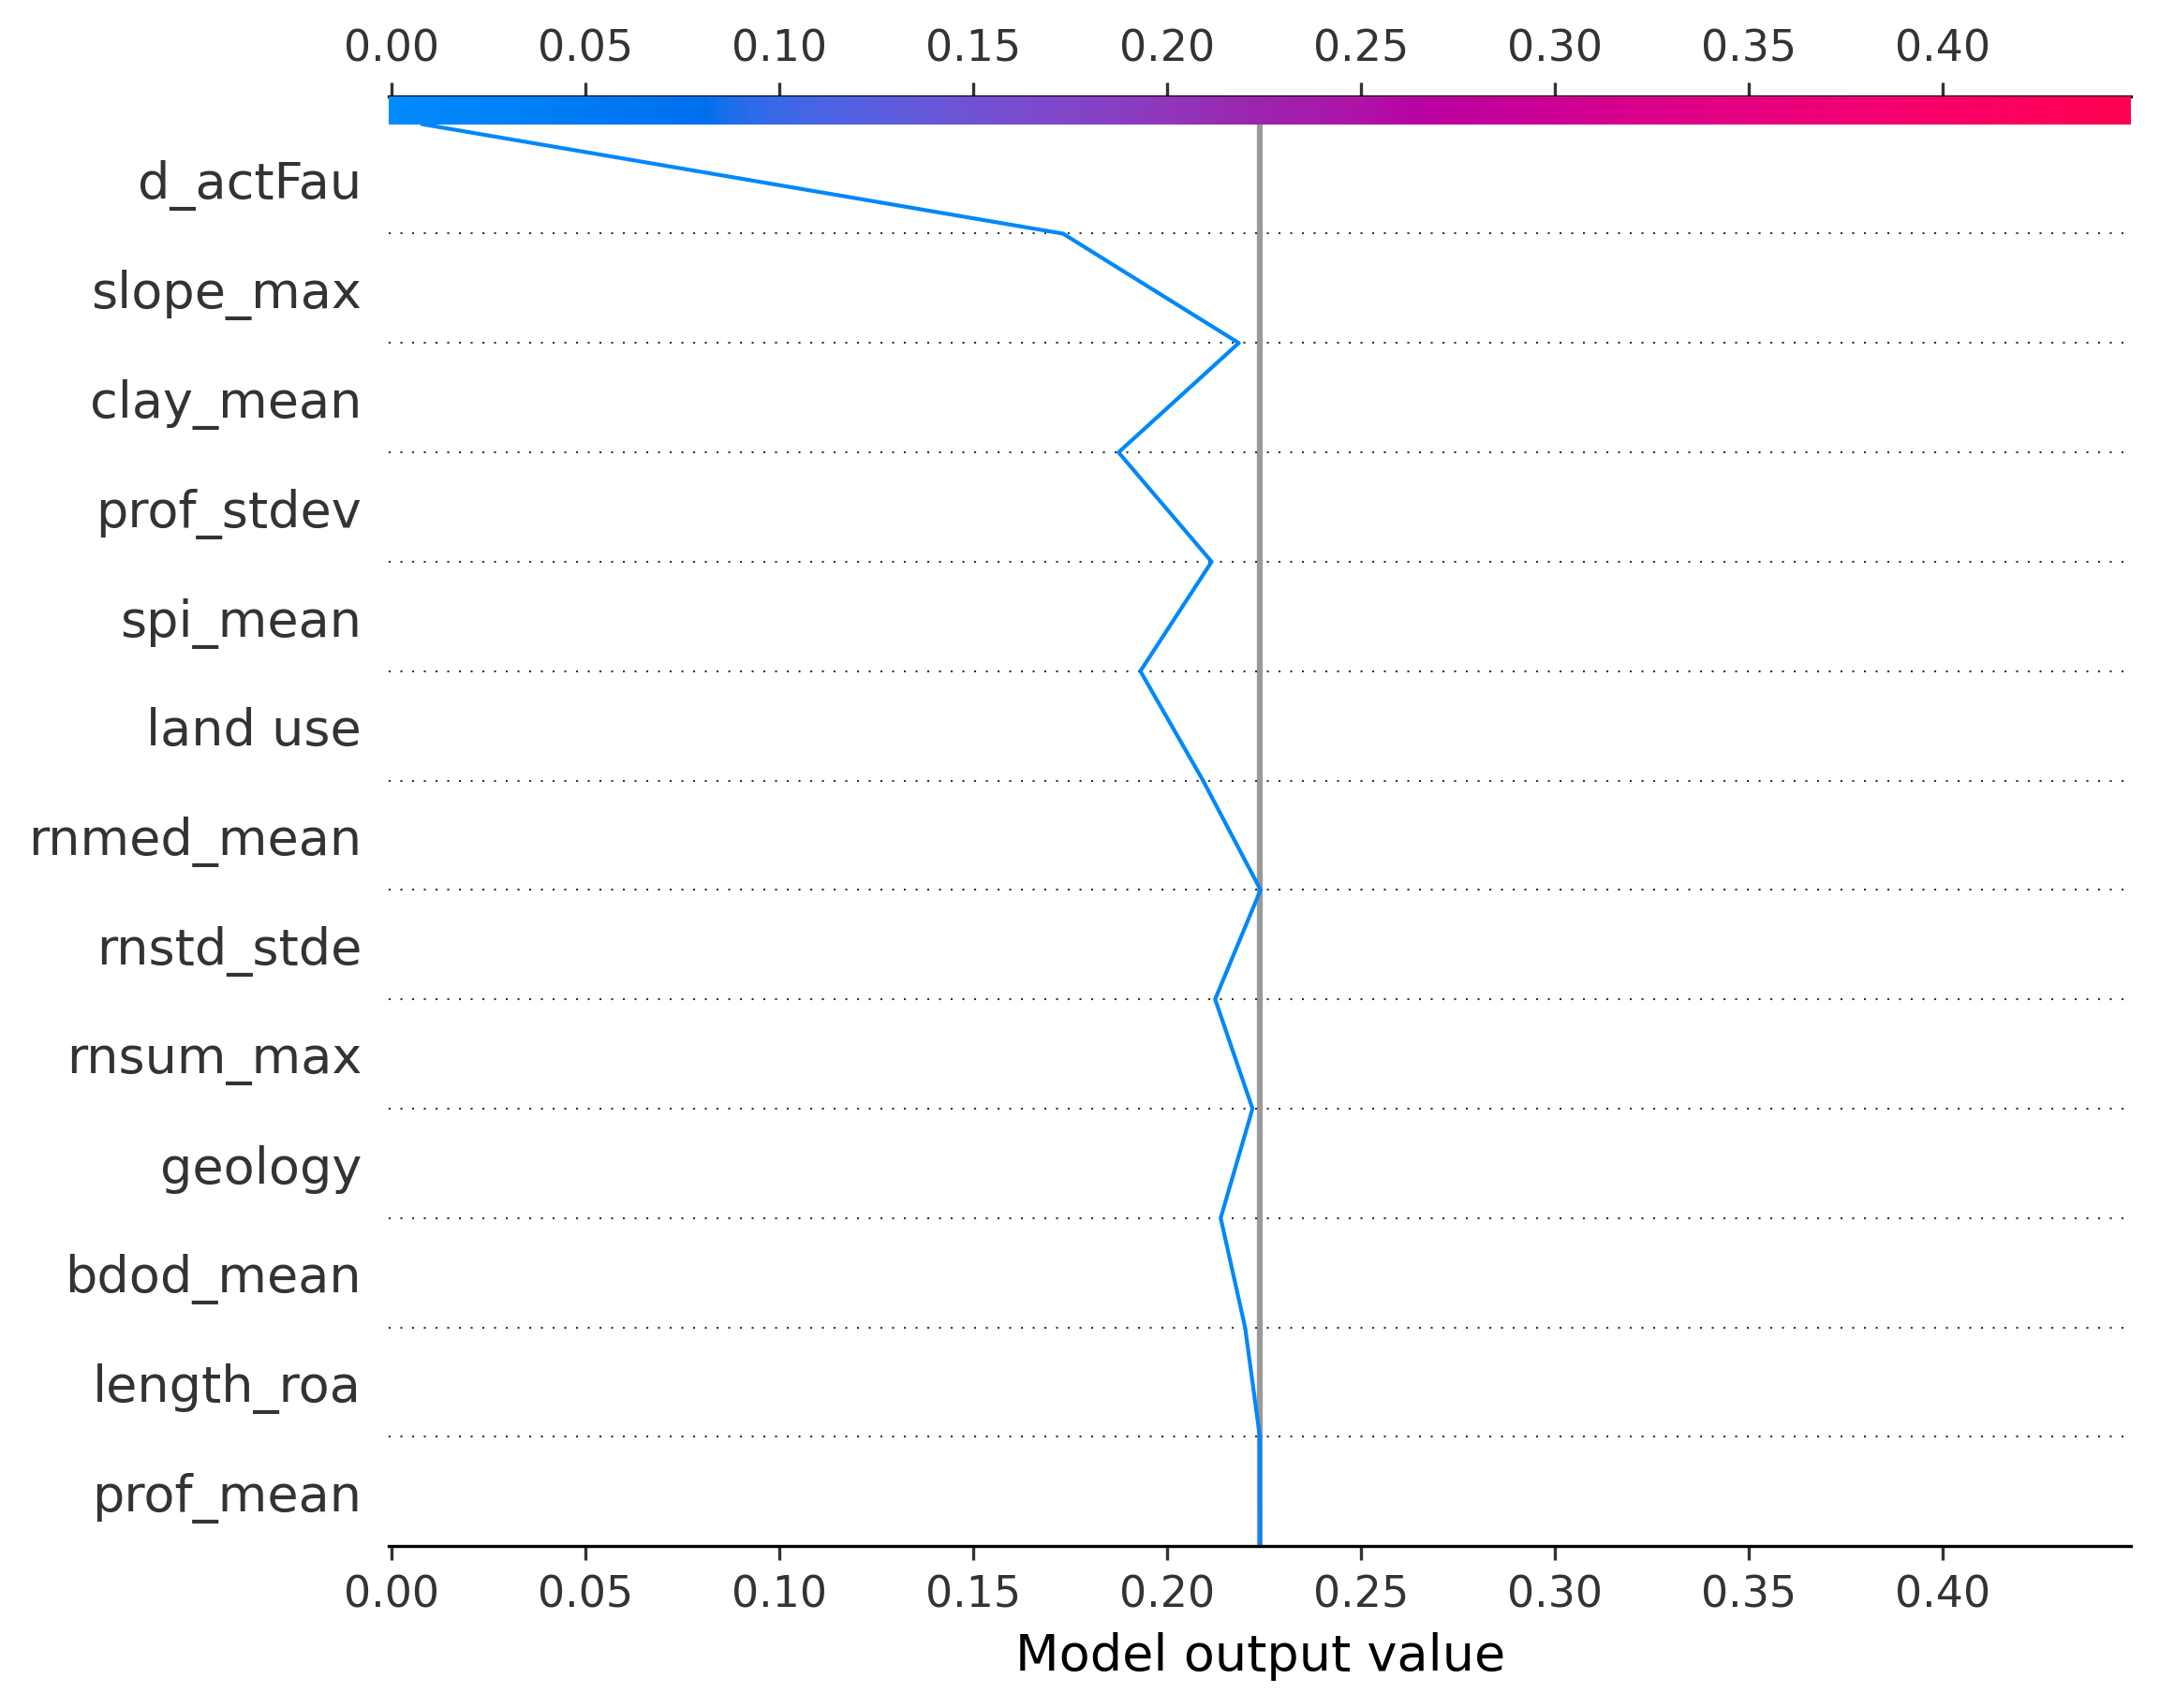 0.00 0.05 0.10 0.15 0.20 0.25 0.30 0.35 0.40
d_actFau
slope_max
clay_mean
prof_stdev
spi_mean
land use
rnmed_mean
rnstd_stde
rnsum_max
geology
bdod_mean
length_roa
prof_mean
0.00 0.05 0.10 0.15 0.20 0.25 0.30 0.35 0.40
Model output value